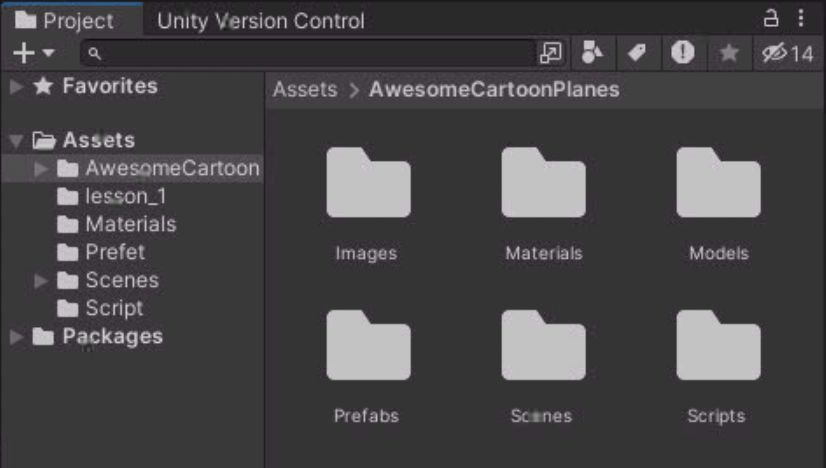 Project Unity Version Control
14
Favorites
Assets > AwesomeCartoonPlanes
Assets
AwesomeCartoon
lesson_1
Materials
Prefet
Scenes
Script
Packages
Images Materials Models
Prefabs Scenes Scripts